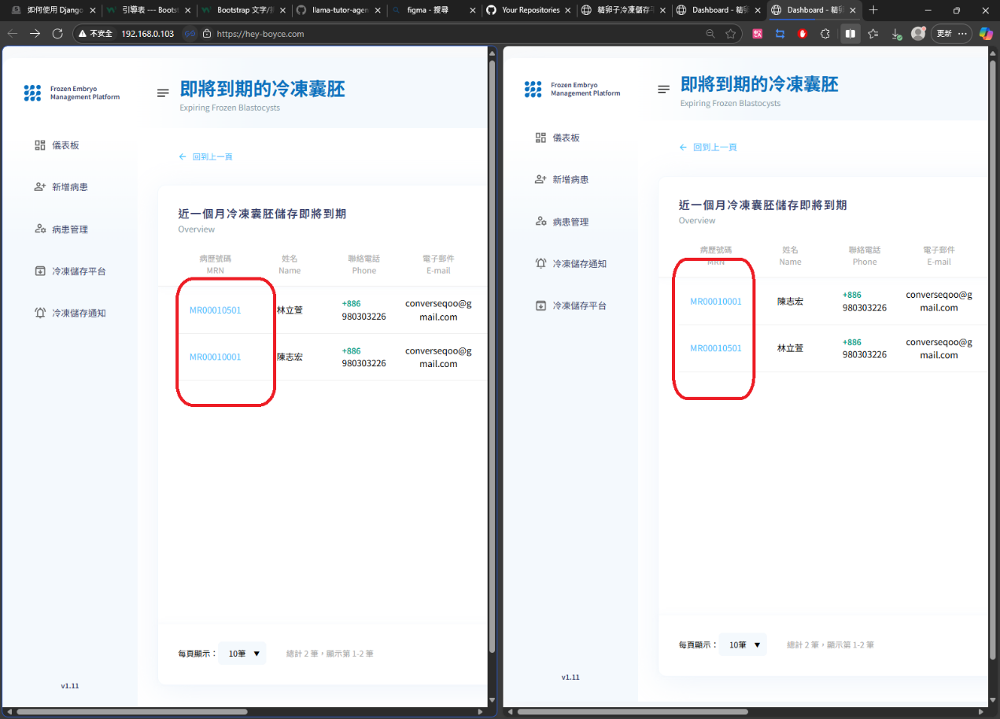 如何使用 Django
引導表 --- Boots
Bootstrap 文字/
llama-tutor-agen
figma - 搜尋
Your Repositories
精卵子冷凍儲存
Dashboard - 精卵
Dashboard - 精卵
不安全
192.168.0.103
https://hey-boyce.com
更新
Frozen Embryo
Management Platform
儀表板
新增病患
病患管理
冷凍儲存平台
冷凍儲存通知
v1.11
即將到期的冷凍囊胚
Expiring Frozen Blastocysts
回到上一頁
近一個月冷凍囊胚儲存即將到期
Overview
病歷號碼 姓名 聯絡電話 電子郵件
MRN Name Phone E-mail
MR00010501 林立萱 +886 980303226 converseqoo@g
mail.com
MR00010001 陳志宏 +886 980303226 converseqoo@g
mail.com
每頁顯示： 10筆 ▼ 總計 2 筆，顯示第 1-2 筆
Frozen Embryo
Management Platform
儀表板
新增病患
病患管理
冷凍儲存通知
冷凍儲存平台
v1.11
即將到期的冷凍囊胚
Expiring Frozen Blastocysts
回到上一頁
近一個月冷凍囊胚儲存即將到期
Overview
病歷號碼 姓名 聯絡電話 電子郵件
MRN Name Phone E-mail
MR00010001 陳志宏 +886 980303226 converseqoo@g
mail.com
MR00010501 林立萱 +886 980303226 converseqoo@g
mail.com
每頁顯示： 10筆 ▼ 總計 2 筆，顯示第 1-2 筆